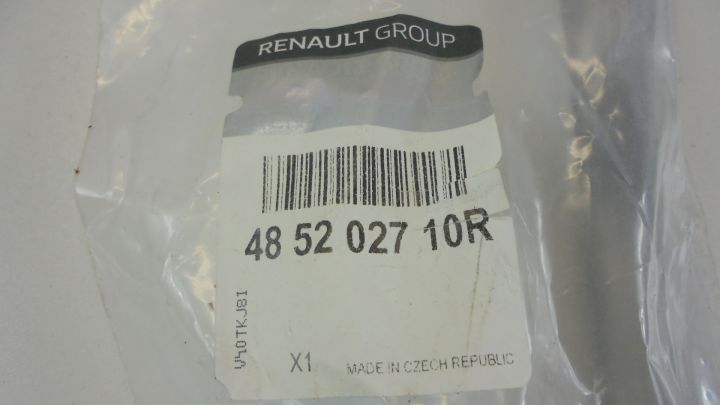 RENAULT GROUP
48 52 027 10R
V40TKJ81
X1 MADE IN CZECH REPUBLIC